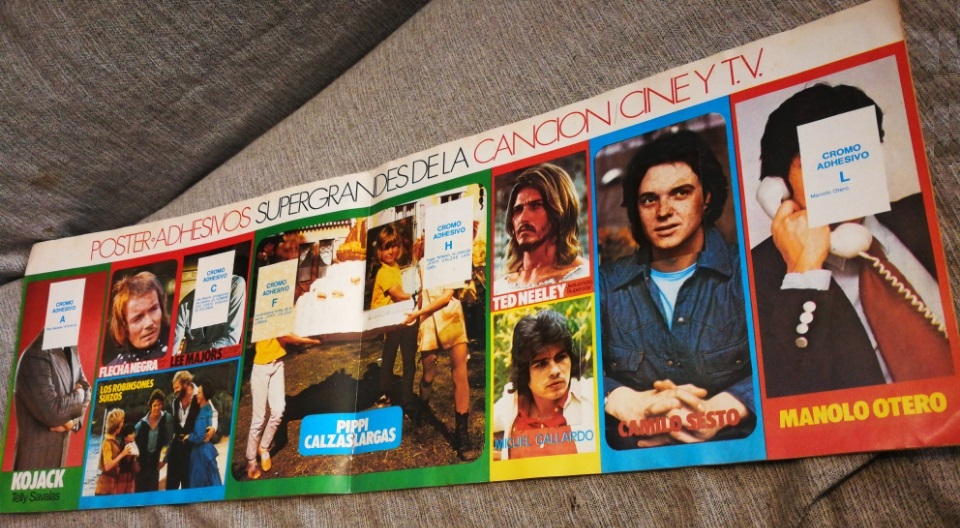 POSTER-ADHESIVOS SUPERGRANDES DE LA CANCION/CINE Y T.V.
CROMO
ADHESIVO
A
KOJACK
Telly Savalas
FLECHA NEGRA
CROMO
ADHESIVO
C
LEE MAJORS
LOS ROBINSONES
SUIZOS
CROMO
ADHESIVO
F
CROMO
ADHESIVO
H
PIPPI
CALZASLARGAS
TED NEELEY
MIGUEL GALLARDO
CAMILO SESTO
CROMO
ADHESIVO
L
Manolo Otero.
MANOLO OTERO